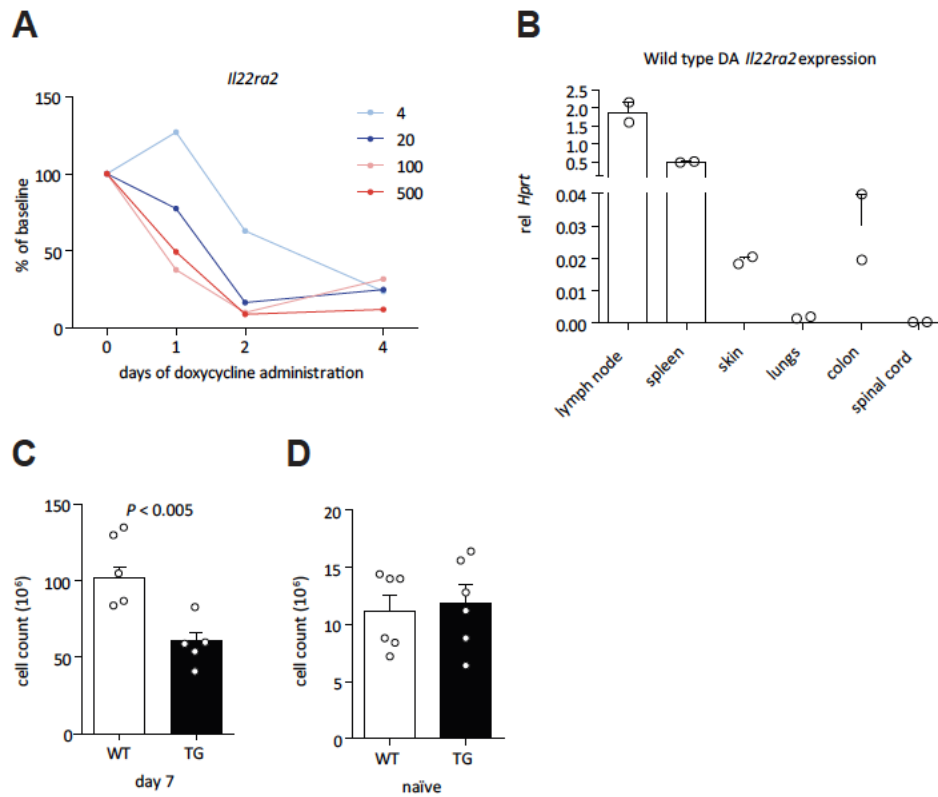 A
Il22ra2
150
100
50
0
% of baseline
4
20
100
500
0 1 2 4
days of doxycycline administration
B
Wild type DA Il22ra2 expression
2.5
2.0
1.5
1.0
0.5
0.04
0.03
0.02
0.01
0.00
rel Hprt
lymph node
spleen
skin
lungs
colon
spinal cord
C
P < 0.005
150
100
50
0
cell count (10⁶)
WT TG
day 7
D
20
15
10
5
0
cell count (10⁶)
WT TG
naïve